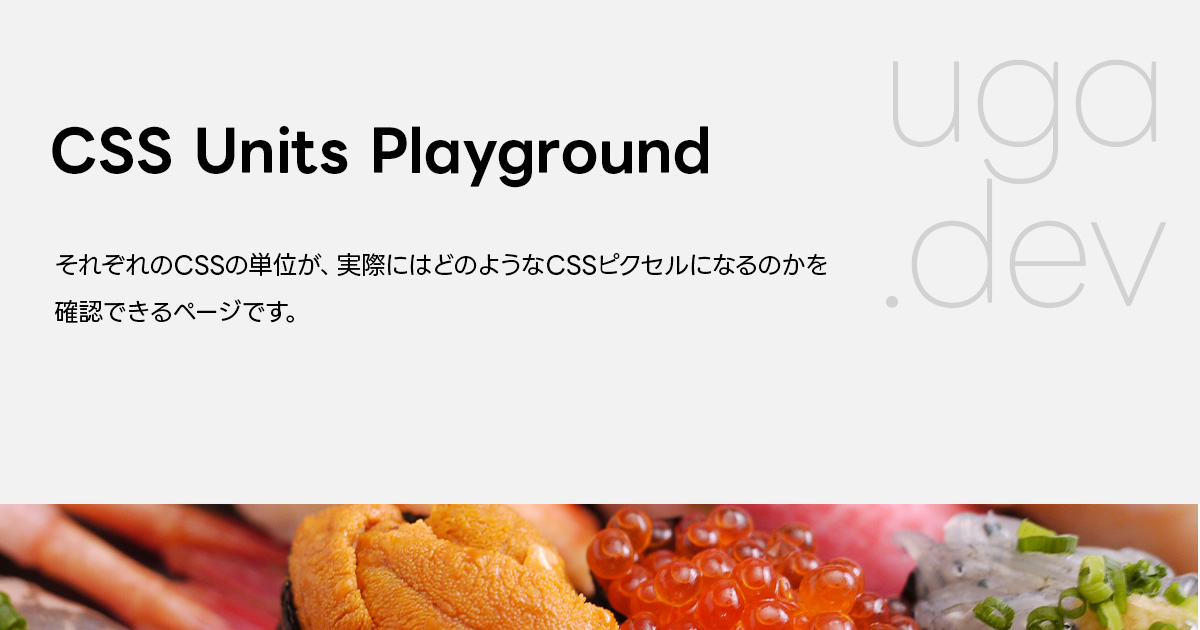 CSS Units Playground
それぞれのCSSの単位が、実際にはどのようなCSSピクセルになるのかを
確認できるページです。
uga
.dev